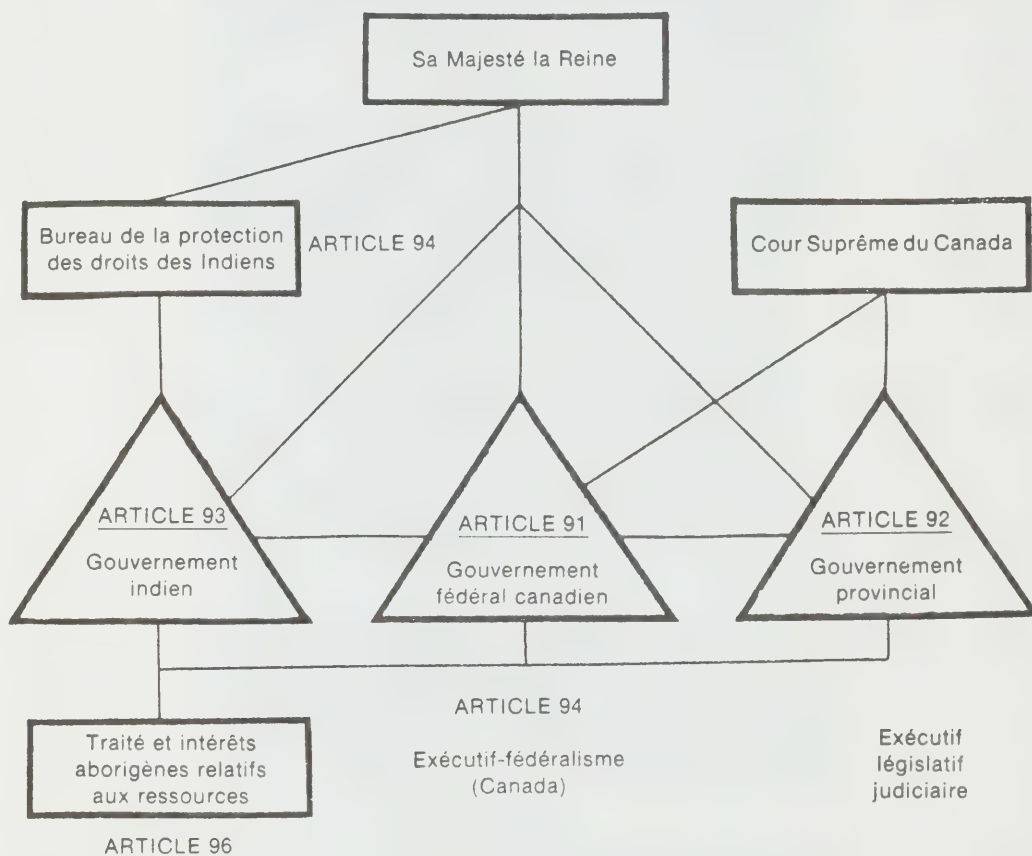 Sa Majesté la Reine
Bureau de la protection
des droits des Indiens
ARTICLE 94
Cour Suprême du Canada
ARTICLE 93
Gouvernement
indien
ARTICLE 91
Gouvernement
fédéral canadien
ARTICLE 92
Gouvernement
provincial
Traité et intérêts
aborigènes relatifs
aux ressources
ARTICLE 96
ARTICLE 94
Exécutif-fédéralisme
(Canada)
Exécutif
législatif
judiciaire